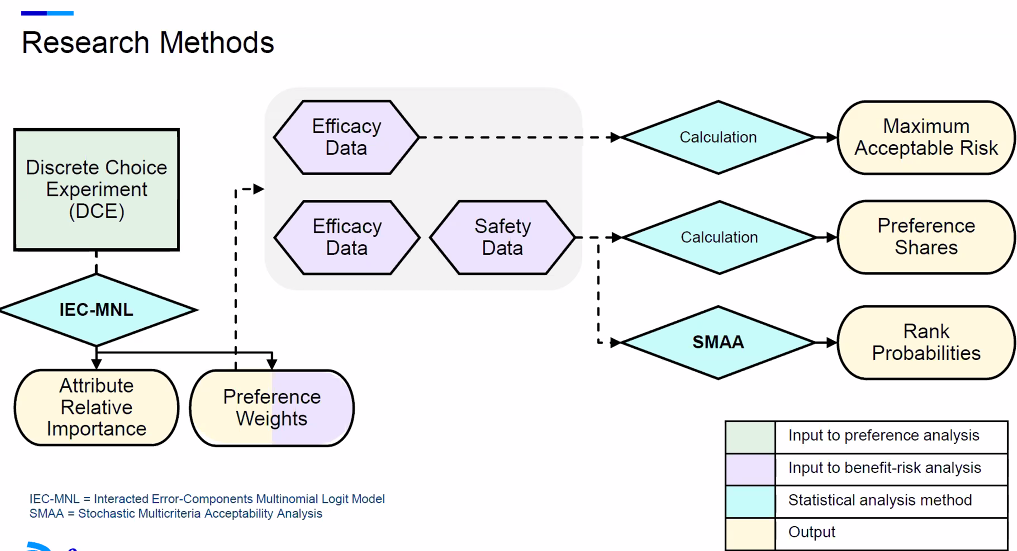 Research Methods
Discrete Choice
Experiment
(DCE)
IEC-MNL
Attribute
Relative
Importance
Preference
Weights
Efficacy
Data
Calculation
Maximum
Acceptable Risk
Efficacy
Data
Safety
Data
Calculation
Preference
Shares
SMAA
Rank
Probabilities
Input to preference analysis
Input to benefit-risk analysis
Statistical analysis method
Output
IEC-MNL = Interacted Error-Components Multinomial Logit Model
SMAA = Stochastic Multicriteria Acceptability Analysis